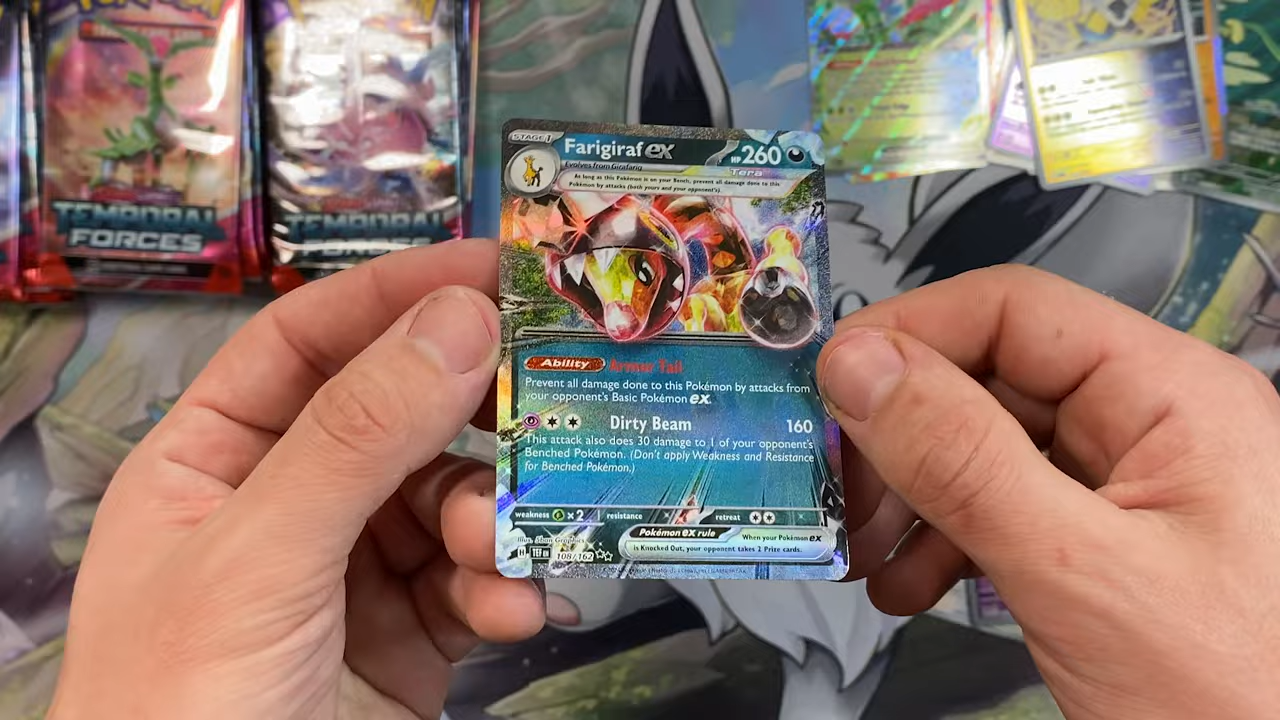 TEMPORAL
FORCES
TEMPORAL
FORCES
STAGE 1
Farigiraf ex
HP 260
Evolves from Girafarig
Tera
As long as this Pokémon is on your Bench, prevent all damage done to this
Pokémon by attacks (both yours and your opponent's).
Ability Armor Tail
Prevent all damage done to this Pokémon by attacks from
your opponent's Basic Pokémon ex.
Dirty Beam 160
This attack also does 30 damage to 1 of your opponent's
Benched Pokémon. (Don't apply Weakness and Resistance
for Benched Pokémon.)
weakness x2 resistance retreat
Pokémon ex rule When your Pokémon ex
is Knocked Out, your opponent takes 2 Prize cards.
H TEF EN 108/162